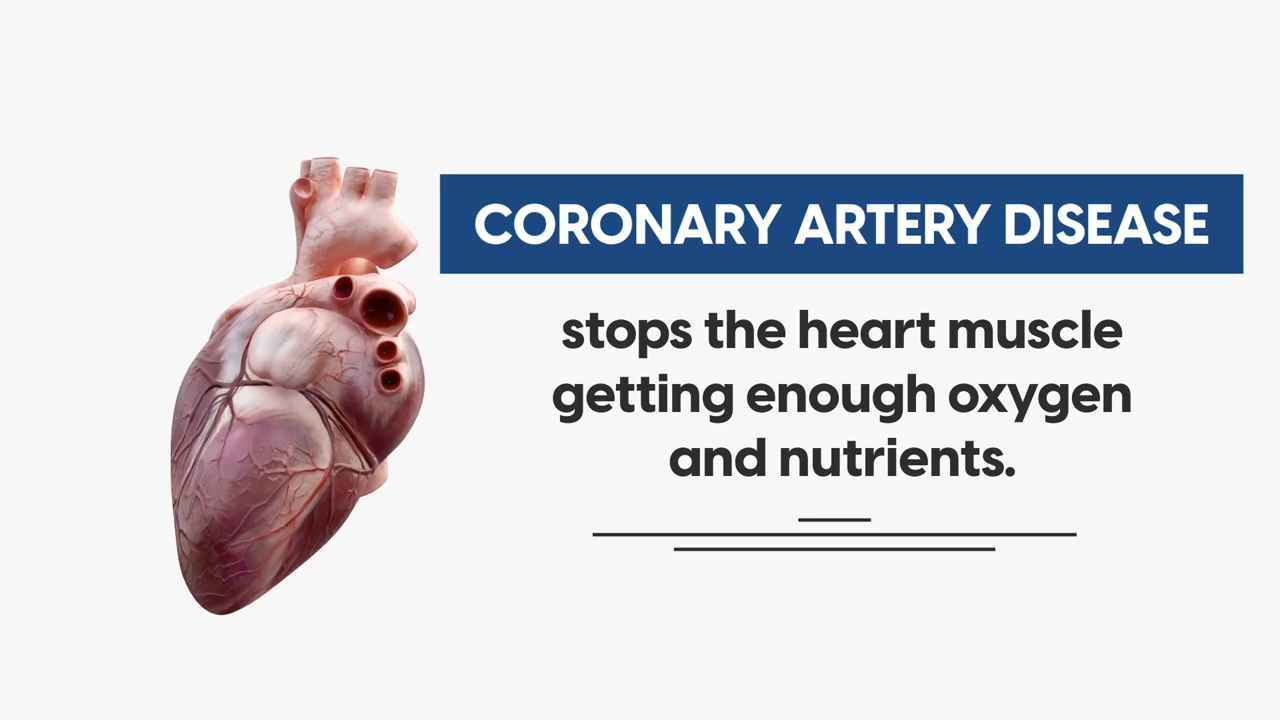 CORONARY ARTERY DISEASE
stops the heart muscle
getting enough oxygen
and nutrients.